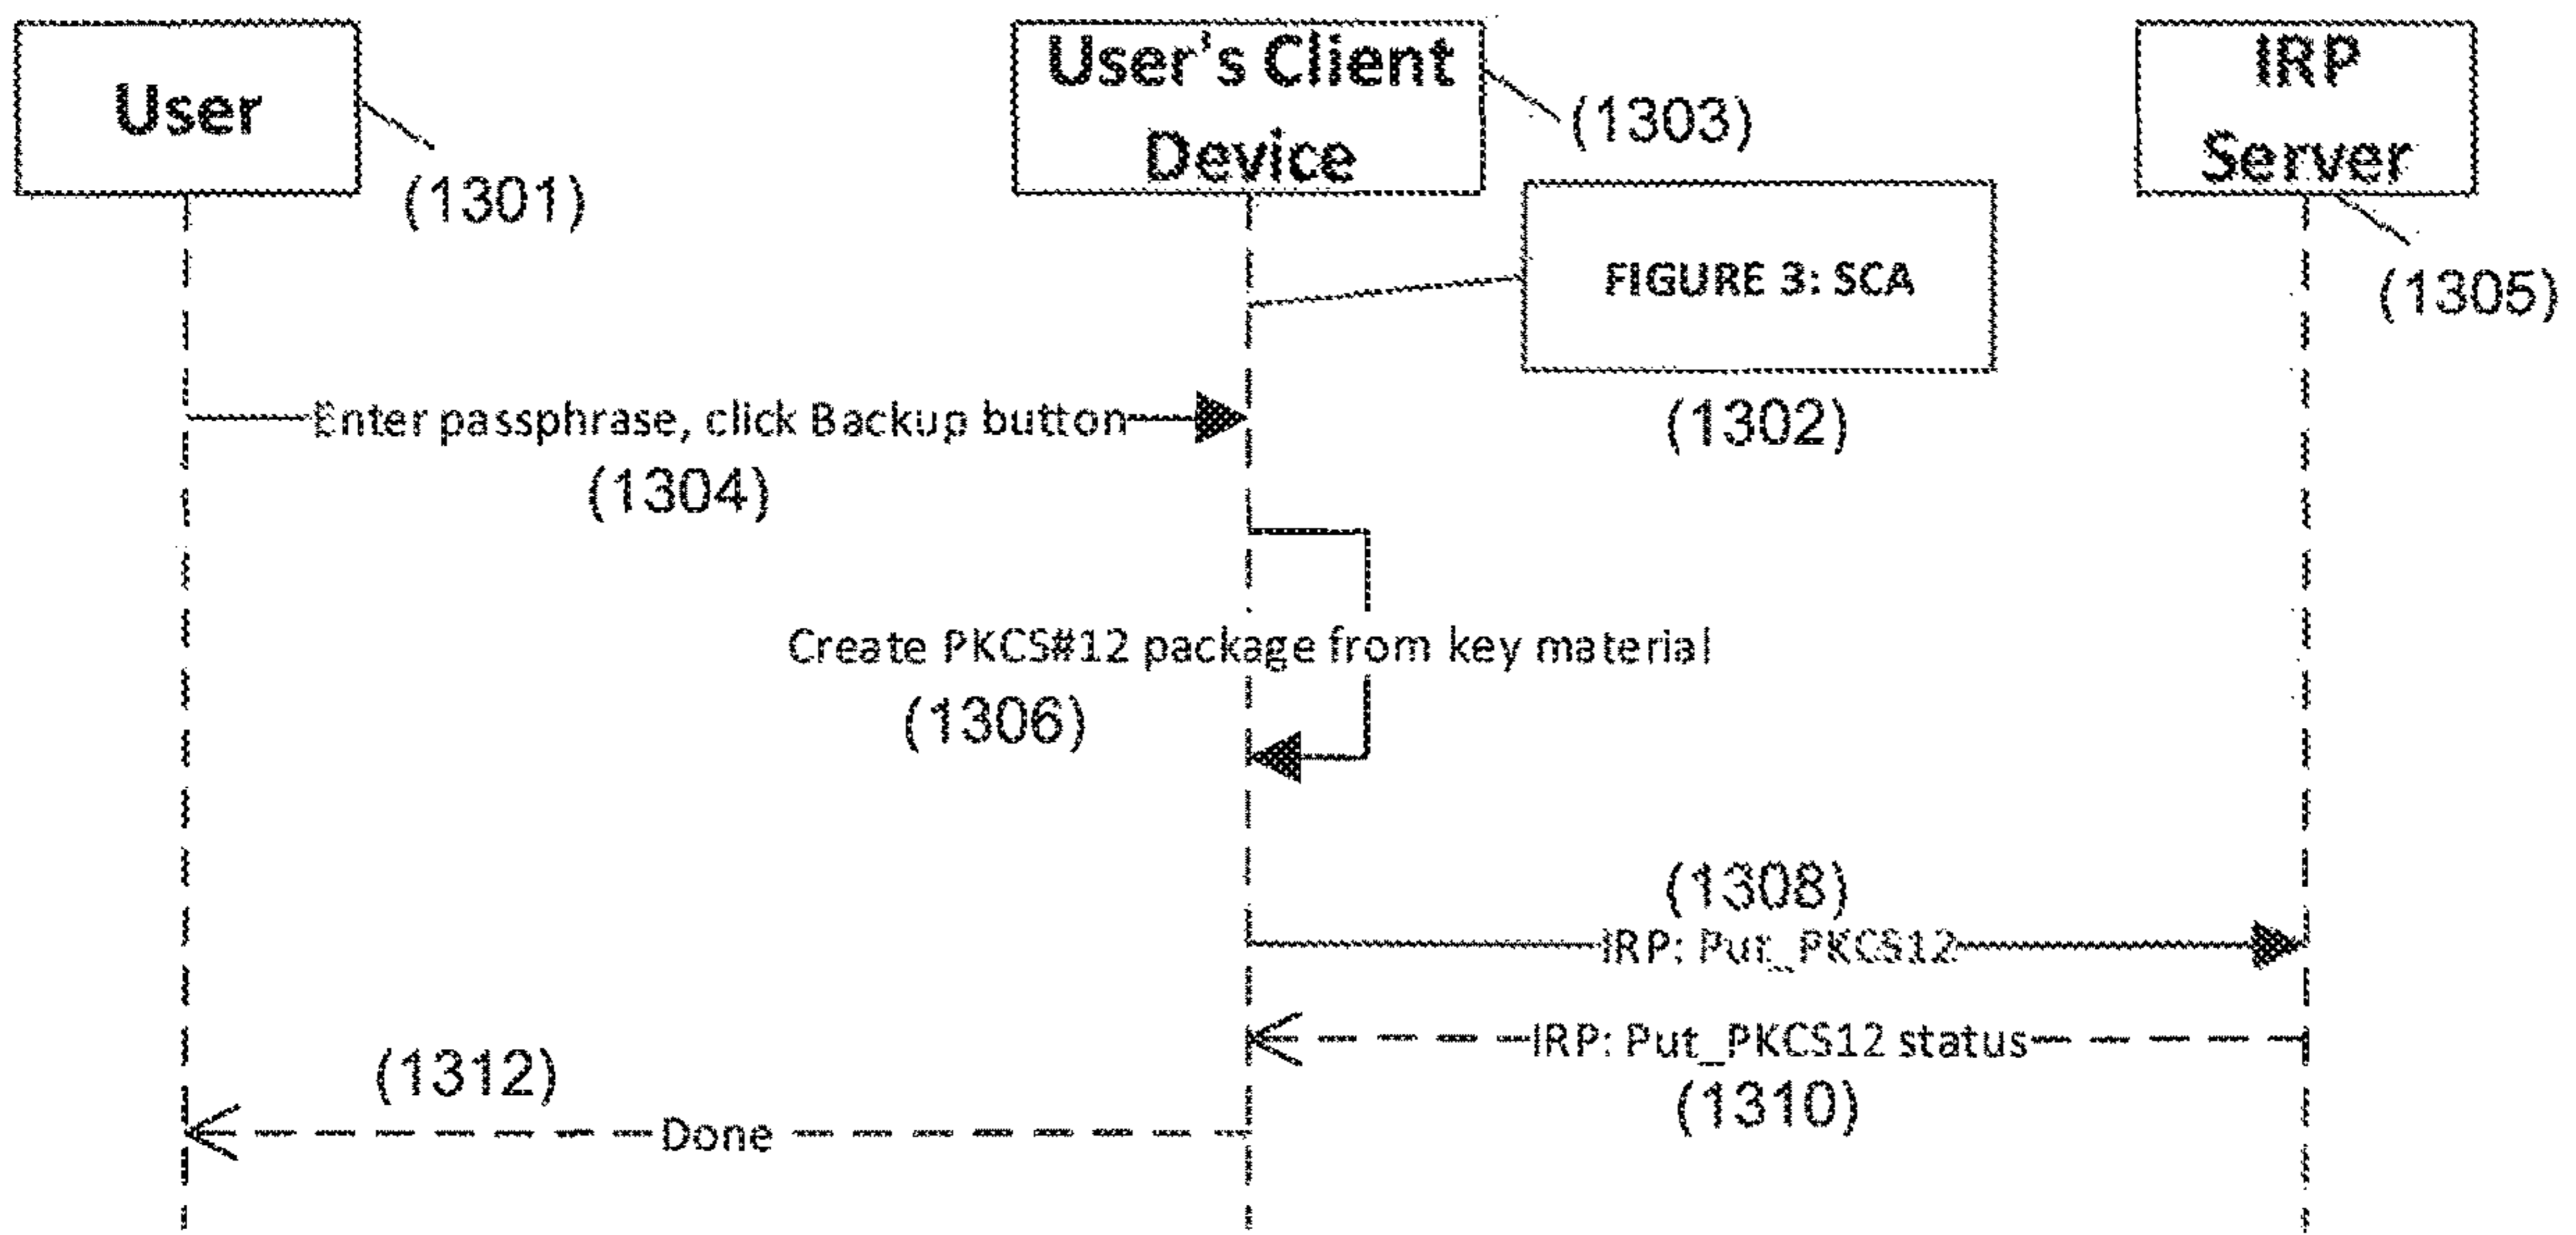 User
(1301)
User's Client
Device
(1303)
IRP
Server
(1305)
FIGURE 3: SCA
(1302)
Enter passphrase, click Backup button
(1304)
Create PKCS#12 package from key material
(1306)
(1308)
IRP: Put_PKCS12
IRP: Put_PKCS12 status
(1310)
(1312)
Done